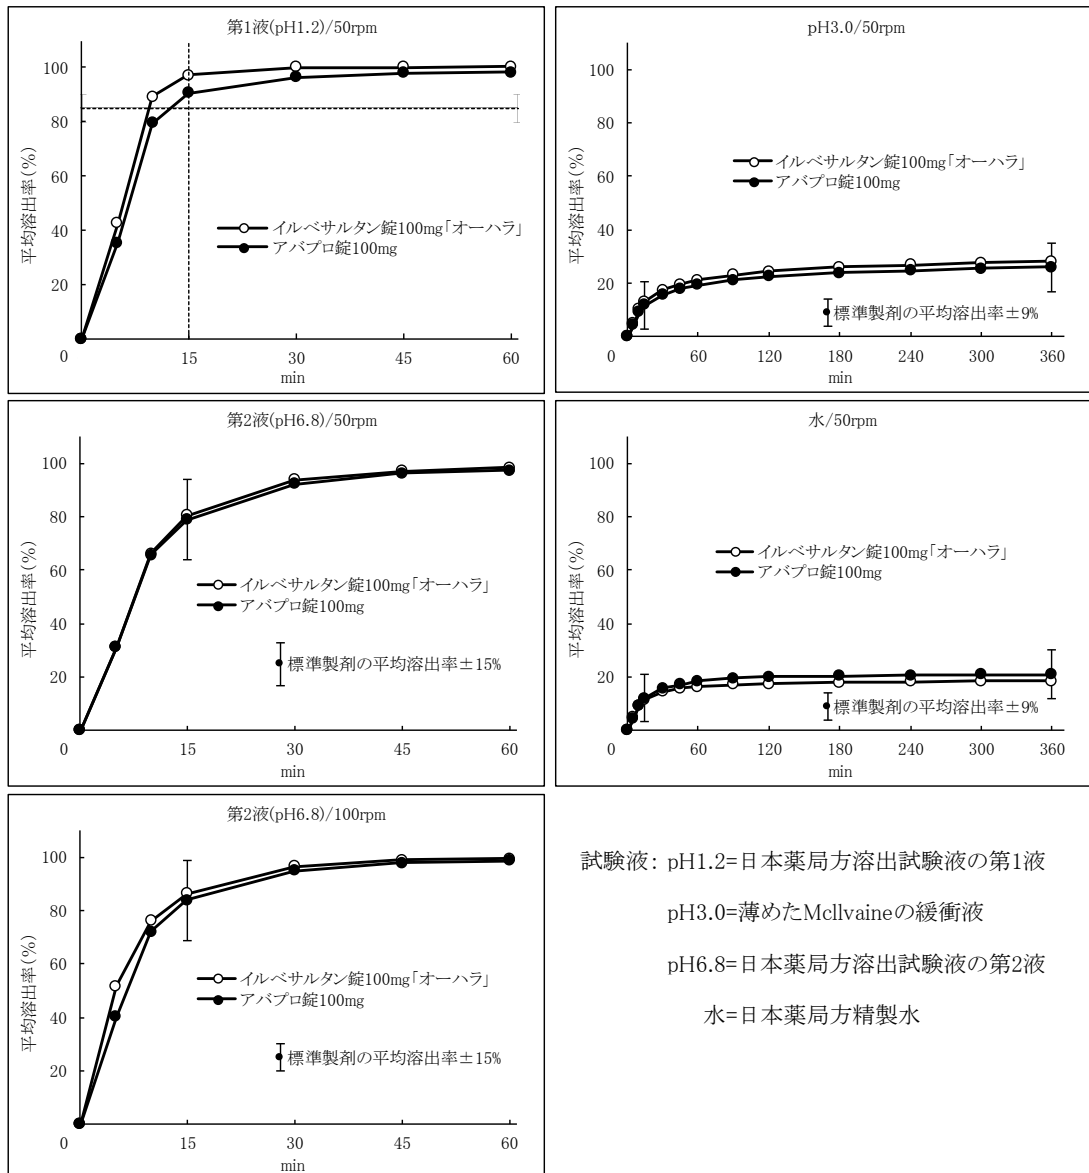 第1液(pH1.2)/50rpm
100
80
60
40
20
0
15
30
45
60
min
平均溶出率(%)
イルベサルタン錠100mg「オーハラ」
アバプロ錠100mg
pH3.0/50rpm
100
80
60
40
20
0
60
120
180
240
300
360
min
平均溶出率(%)
イルベサルタン錠100mg「オーハラ」
アバプロ錠100mg
標準製剤の平均溶出率±9%
第2液(pH6.8)/50rpm
100
80
60
40
20
0
15
30
45
60
min
平均溶出率(%)
イルベサルタン錠100mg「オーハラ」
アバプロ錠100mg
標準製剤の平均溶出率±15%
水/50rpm
100
80
60
40
20
0
60
120
180
240
300
360
min
平均溶出率(%)
イルベサルタン錠100mg「オーハラ」
アバプロ錠100mg
標準製剤の平均溶出率±9%
第2液(pH6.8)/100rpm
100
80
60
40
20
0
15
30
45
60
min
平均溶出率(%)
イルベサルタン錠100mg「オーハラ」
アバプロ錠100mg
標準製剤の平均溶出率±15%
試験液: pH1.2=日本薬局方溶出試験液の第1液
pH3.0=薄めたMcllvaineの緩衝液
pH6.8=日本薬局方溶出試験液の第2液
水=日本薬局方精製水